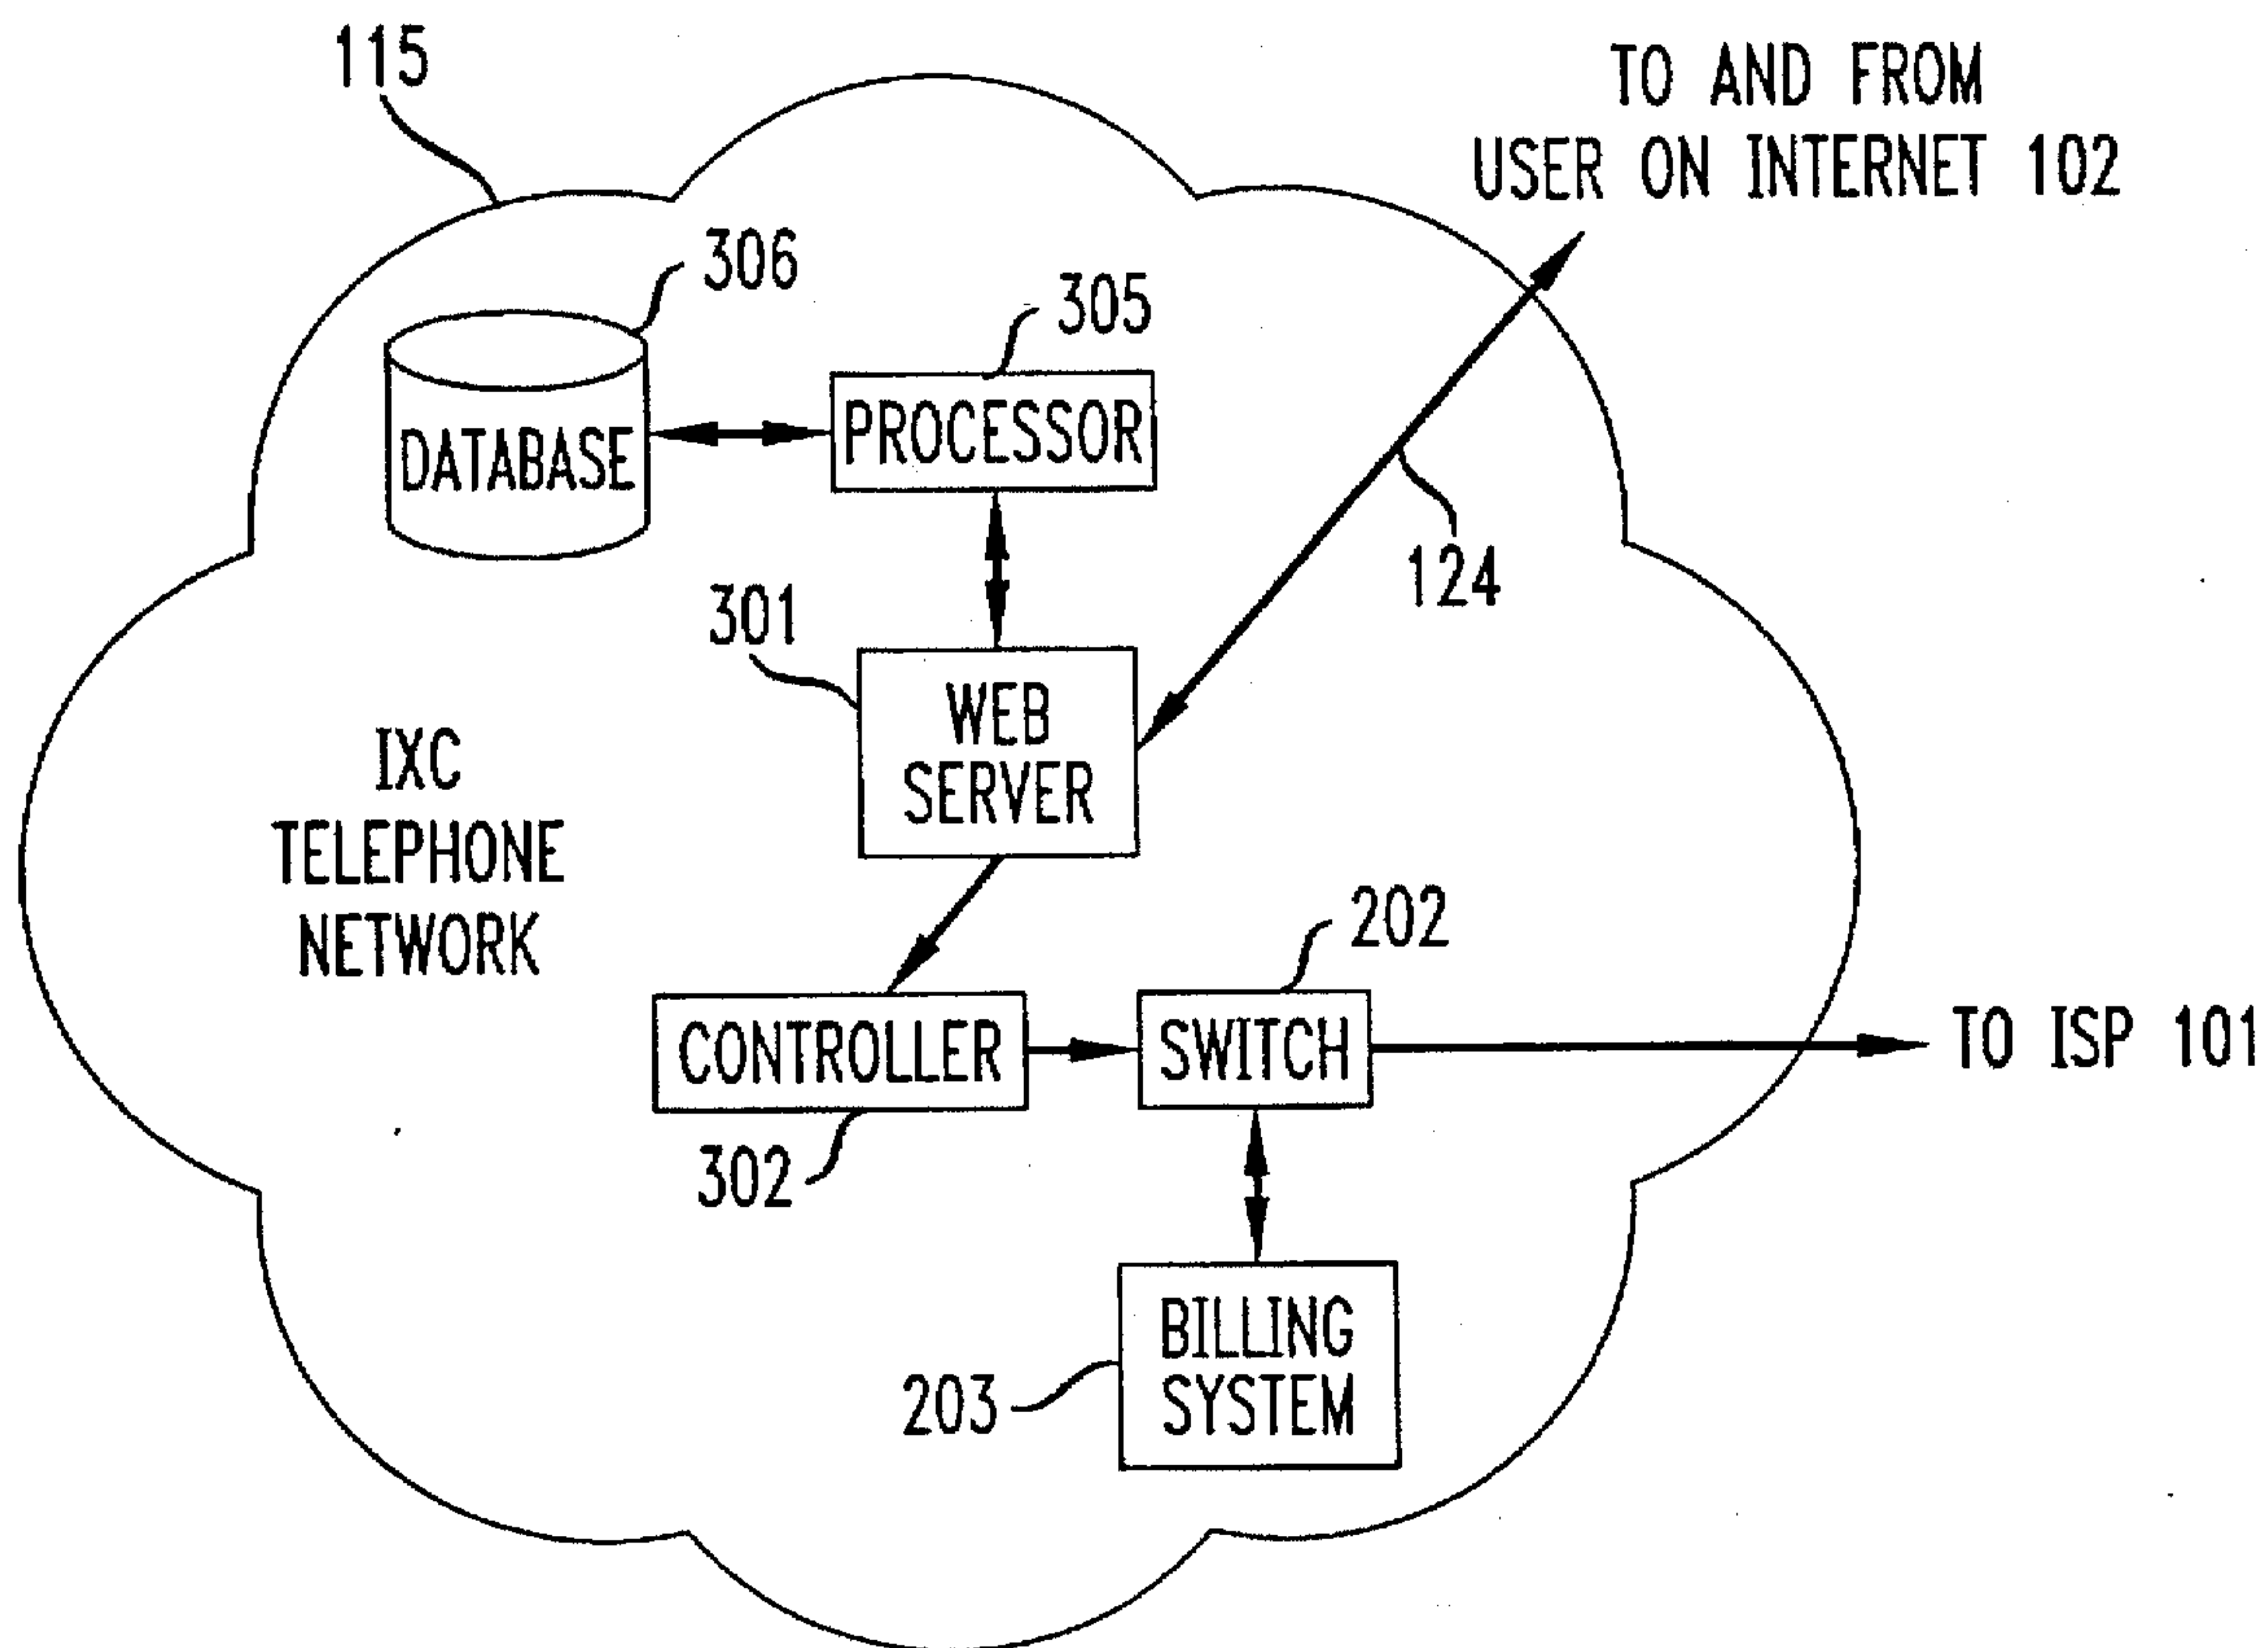 115
TO AND FROM
USER ON INTERNET 102
306
305
DATABASE
PROCESSOR
124
301
WEB
SERVER
IXC
TELEPHONE
NETWORK
202
CONTROLLER
SWITCH
TO ISP 101
302
BILLING
SYSTEM
203